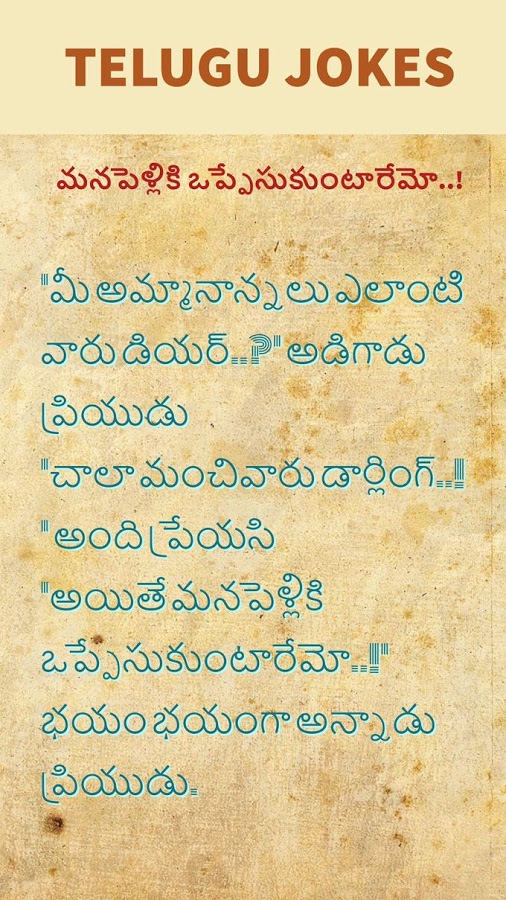 TELUGU JOKES
మనపెళ్లికి ఒప్పేసుకుంటారేమో..!
"మీ అమ్మానాన్నలు ఎలాంటి
వారు డియర్..?" అడిగాడు
ప్రియుడు
"చాలా మంచివారు డార్లింగ్..!
" అంది ప్రేయసి
"అయితే మనపెళ్లికి
ఒప్పేసుకుంటారేమో..!"
భయం భయంగా అన్నాడు
ప్రియుడు.